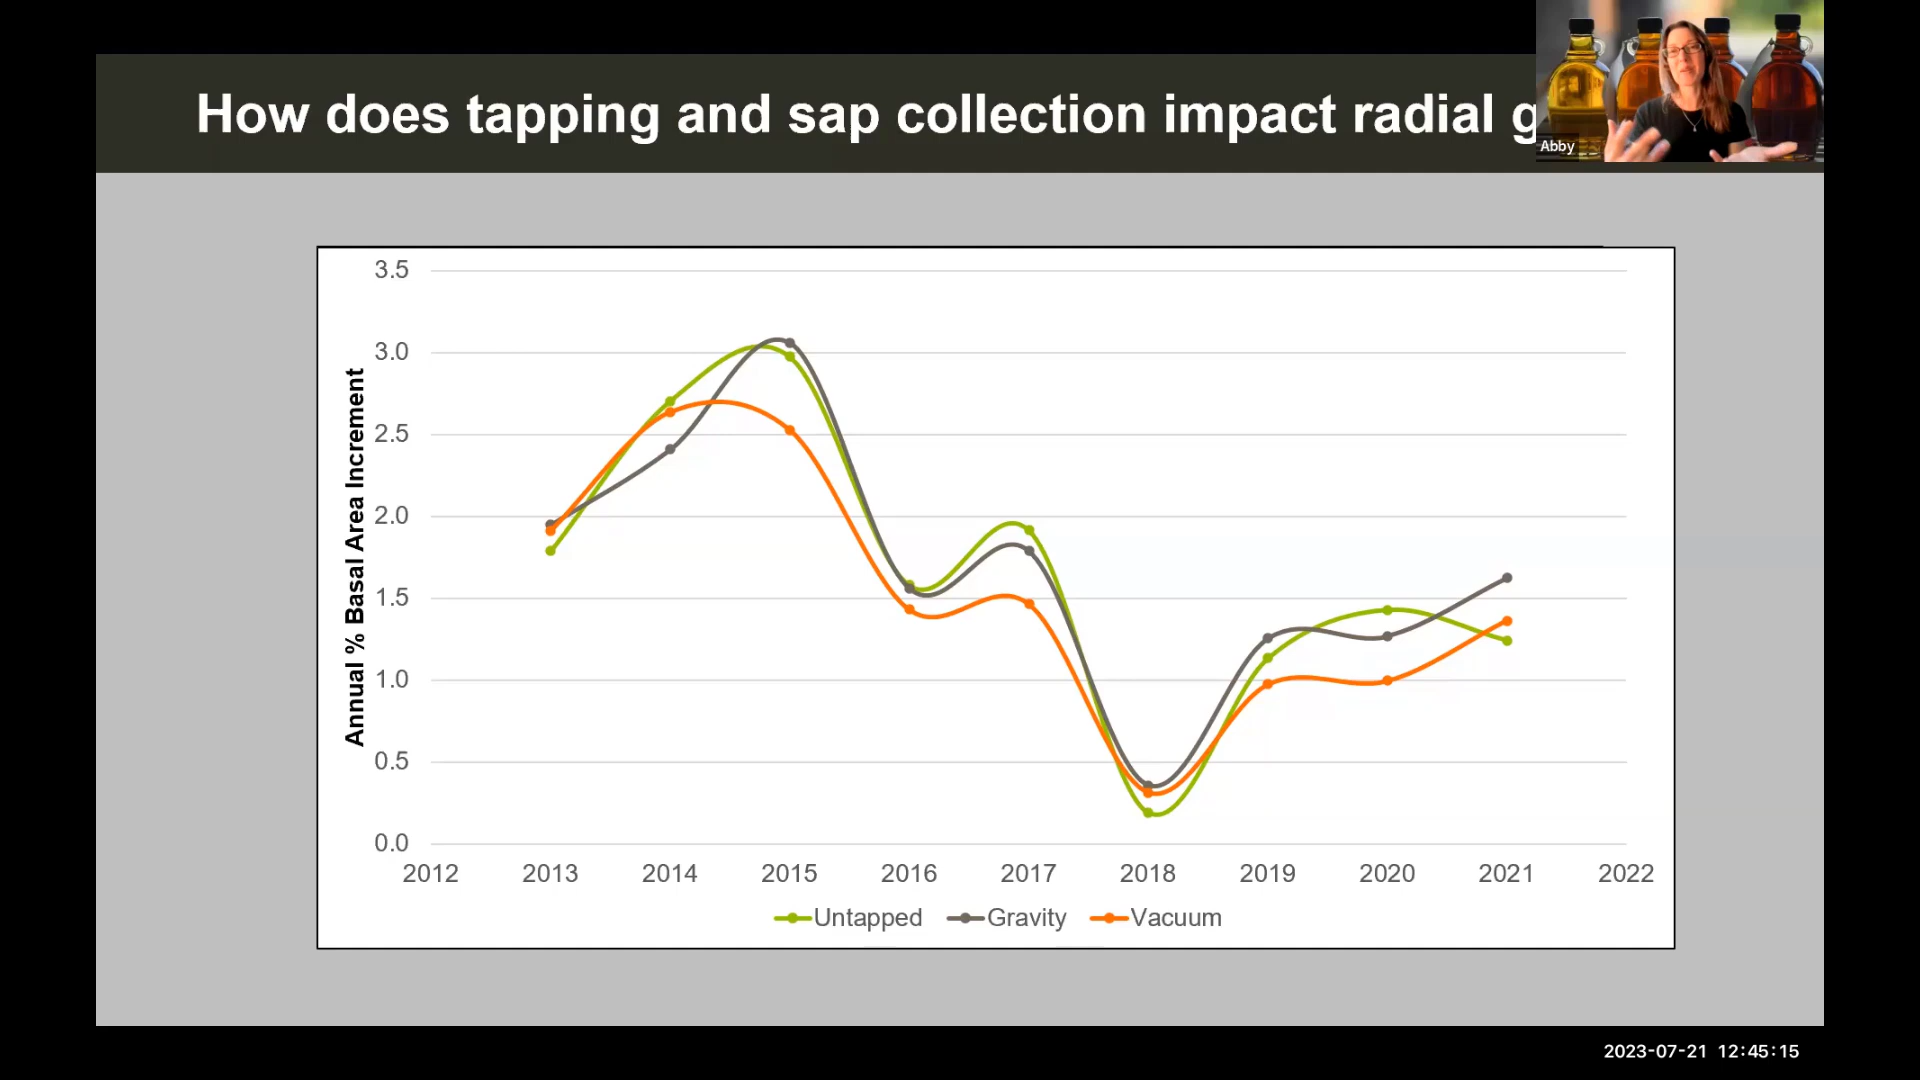 How does tapping and sap collection impact radial g
Abby
3.5
3.0
2.5
2.0
1.5
1.0
0.5
0.0
Annual % Basal Area Increment
2012 2013 2014 2015 2016 2017 2018 2019 2020 2021 2022
Untapped Gravity Vacuum
2023-07-21 12:45:15